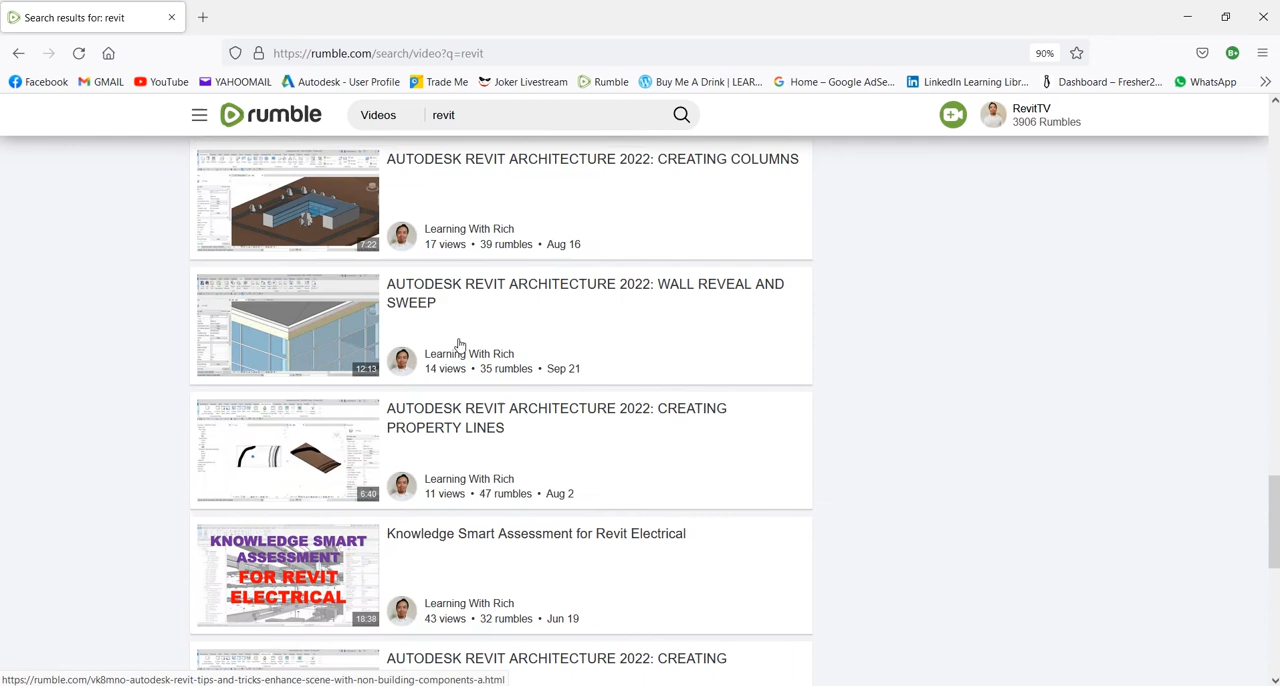 Search results for: revit
https://rumble.com/search/video?q=revit
90%
Facebook
GMAIL
YouTube
YAHOOMAIL
Autodesk - User Profile
Trade Me
Joker Livestream
Rumble
Buy Me A Drink | LEAR...
Home – Google AdSe...
LinkedIn Learning Libr...
Dashboard – Fresher2...
WhatsApp
rumble
Videos
revit
RevitTV
3906 Rumbles
AUTODESK REVIT ARCHITECTURE 2022: CREATING COLUMNS
7:22
Learning With Rich
17 views • rumbles • Aug 16
AUTODESK REVIT ARCHITECTURE 2022: WALL REVEAL AND
SWEEP
12:13
Learning With Rich
14 views • rumbles • Sep 21
AUTODESK REVIT ARCHITECTURE CREATING
PROPERTY LINES
6:40
Learning With Rich
11 views • rumbles • Aug 2
Knowledge Smart Assessment for Revit Electrical
KNOWLEDGE SMART
ASSESSMENT
FOR REVIT
ELECTRICAL
18:38
Learning With Rich
43 views • rumbles • Jun 19
AUTODESK REVIT ARCHITECTURE CREATING
https://rumble.com/vk8mno-autodesk-revit-tips-and-tricks-enhance-scene-with-non-building-components-a.html